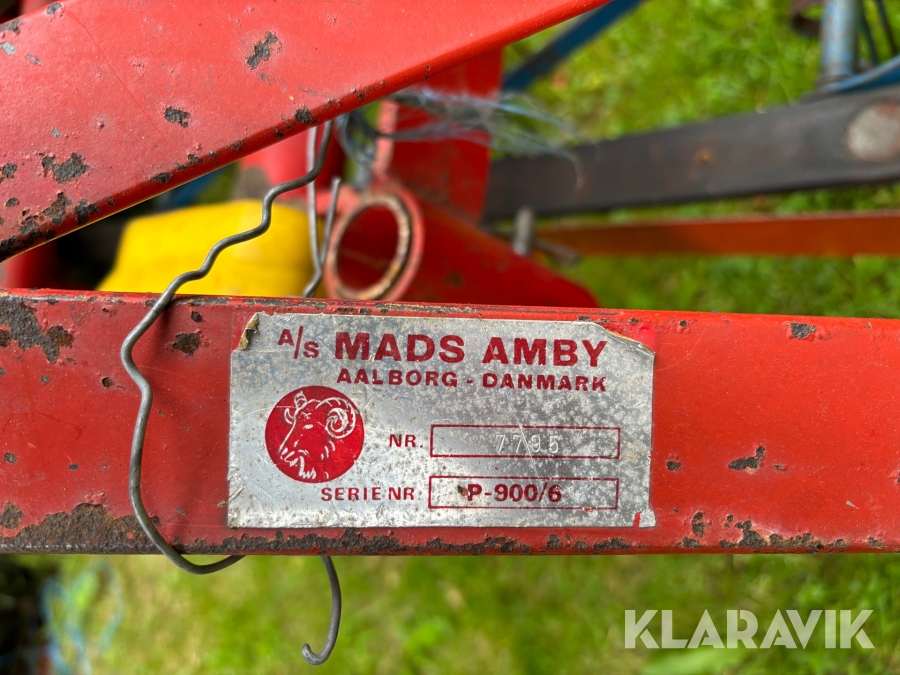 A/S MADS AMBY
AALBORG - DANMARK
NR. 7795
SERIE NR P-900/6
KLARAVIK